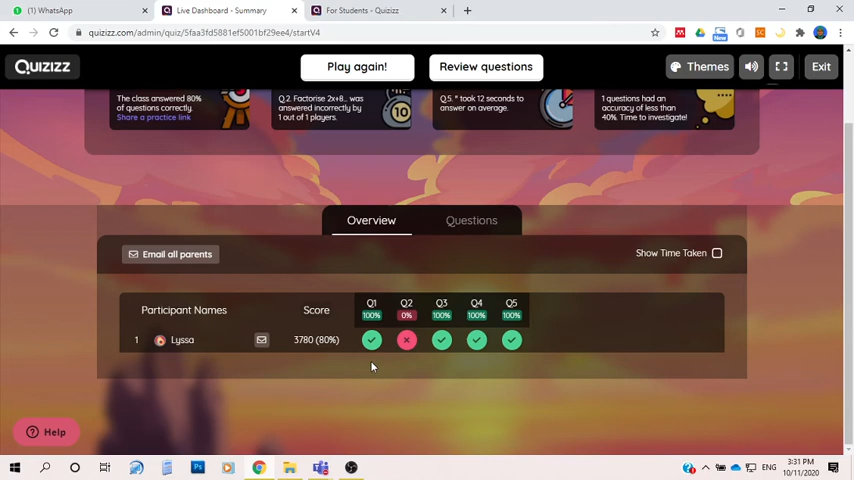 (1) WhatsApp
Live Dashboard - Summary
For Students - Quizizz
quizizz.com/admin/quiz/5faa3fd5881ef5001bf29ee4/startV4
New
SC
QUIZIZZ
Play again!
Review questions
Themes
Exit
The class answered 80%
of questions correctly.
Share a practice link
Q 2. Factorise 2x+8... was
answered incorrectly by
1 out of 1 players.
10
Q.5. * took 12 seconds to
answer on average.
1 questions had an
accuracy of less than
40%. Time to investigate!
Overview
Questions
Email all parents
Show Time Taken
Participant Names
Score
Q1
Q2
Q3
Q4
Q5
100%
0%
100%
100%
100%
1
Lyssa
3780 (80%)
Help
Ps
ENG
3:31 PM
10/11/2020